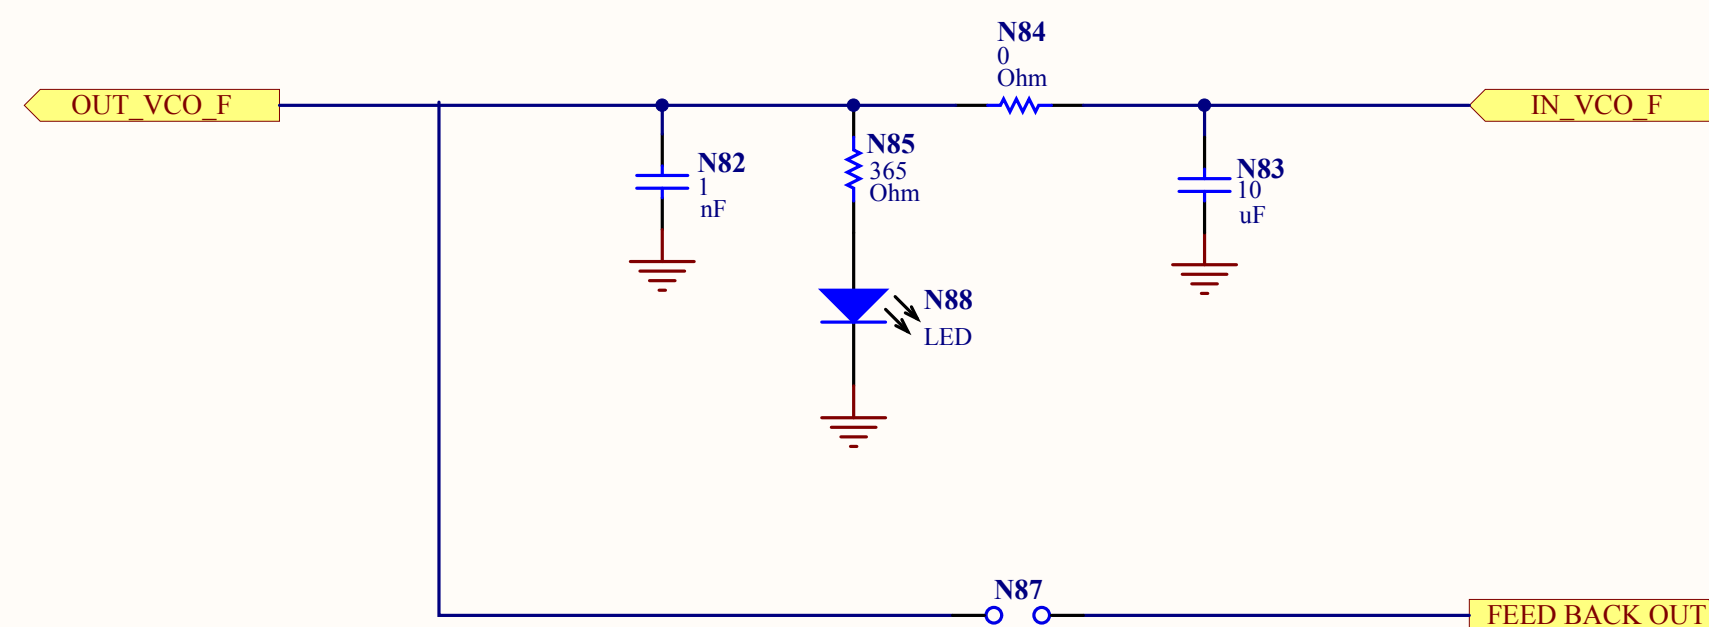 N84
0
Ohm
OUT_VCO_F
IN_VCO_F
N82
1
nF
N85
365
Ohm
N83
10
uF
N88
LED
N87
FEED BACK OUT